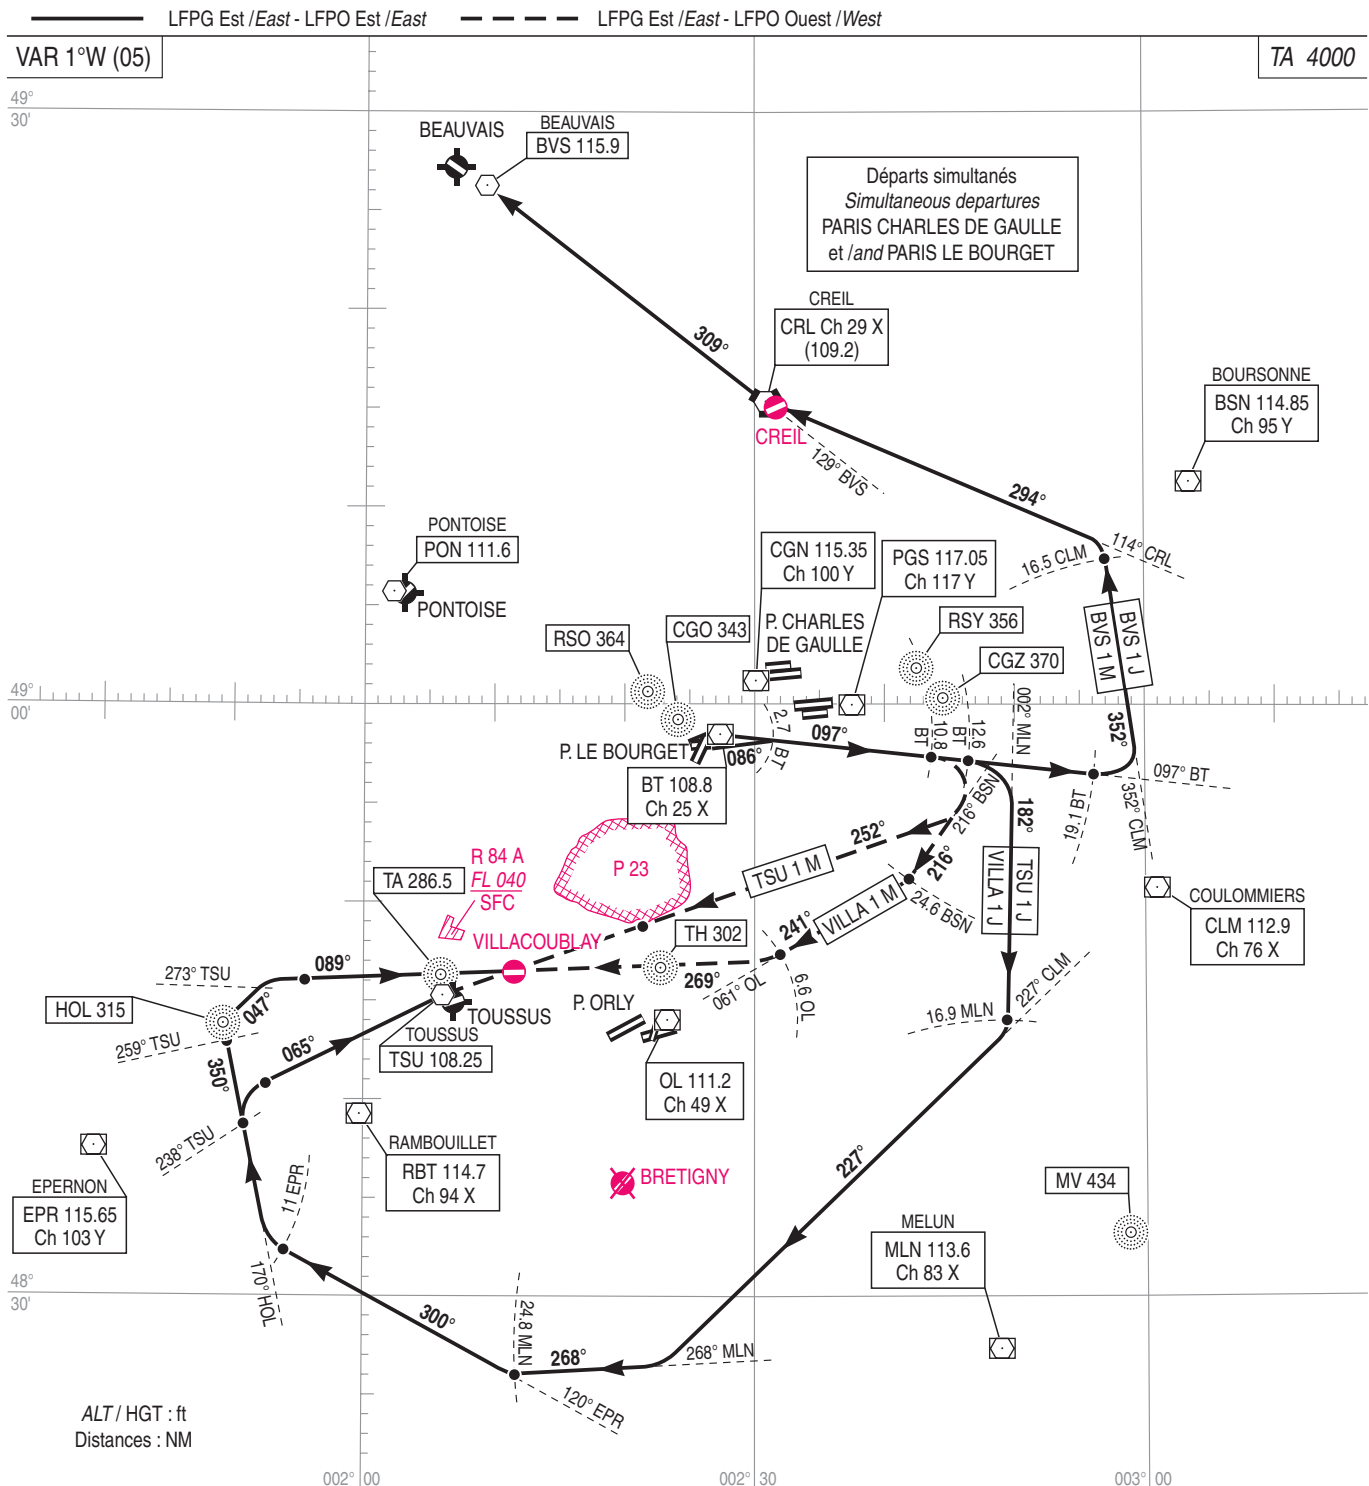 LFPG Est /East - LFPO Est /East
LFPG Est /East - LFPO Ouest /West
VAR 1°W (05)
TA 4000
49°
30'
BEAUVAIS
BEAUVAIS
BVS 115.9
Départs simultanés
Simultaneous departures
PARIS CHARLES DE GAULLE
et /and PARIS LE BOURGET
CREIL
CRL Ch 29 X
(109.2)
309°
CREIL
129° BVS
BOURSONNE
BSN 114.85
Ch 95 Y
294°
114° CRL
16.5 CLM
PONTOISE
PON 111.6
PONTOISE
CGN 115.35
Ch 100 Y
PGS 117.05
Ch 117 Y
P. CHARLES
DE GAULLE
RSO 364
CGO 343
RSY 356
CGZ 370
BVS 1 M
BVS 1 J
49°
00'
002° MLN
2.7 BT
097°
10.8 BT
12.6 BT
352°
P. LE BOURGET
086°
BT 108.8
Ch 25 X
097° BT
19.1 BT
352° CLM
216° BSN
182°
252°
216°
R 84 A
FL 040
SFC
P 23
TA 286.5
TSU 1 M
VILLA 1 M
24.6 BSN
VILLA 1 J
TSU 1 J
COULOMMIERS
CLM 112.9
Ch 76 X
VILLACOUBLAY
TH 302
241°
273° TSU
089°
269°
061° OL
6.6 OL
227° CLM
HOL 315
047°
P. ORLY
TOUSSUS
16.9 MLN
259° TSU
065°
TOUSSUS
TSU 108.25
350°
OL 111.2
Ch 49 X
238° TSU
RAMBOUILLET
RBT 114.7
Ch 94 X
BRETIGNY
227°
EPERNON
EPR 115.65
Ch 103 Y
11 EPR
MV 434
MELUN
MLN 113.6
Ch 83 X
170° HOL
48°
30'
300°
24.8 MLN
268°
268° MLN
120° EPR
ALT / HGT : ft
Distances : NM
002° 00
002° 30
003° 00